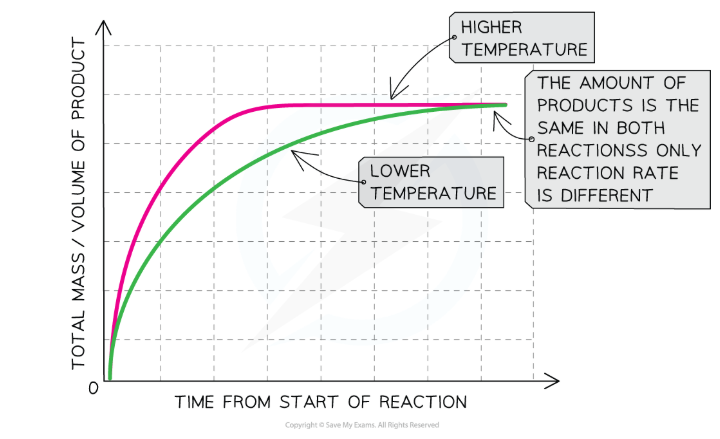 HIGHER
TEMPERATURE
THE AMOUNT OF
PRODUCTS IS THE
SAME IN BOTH
REACTIONSS ONLY
REACTION RATE
IS DIFFERENT
LOWER
TEMPERATURE
TOTAL MASS / VOLUME OF PRODUCT
0
TIME FROM START OF REACTION
Copyright © Save My Exams. All Rights Reserved